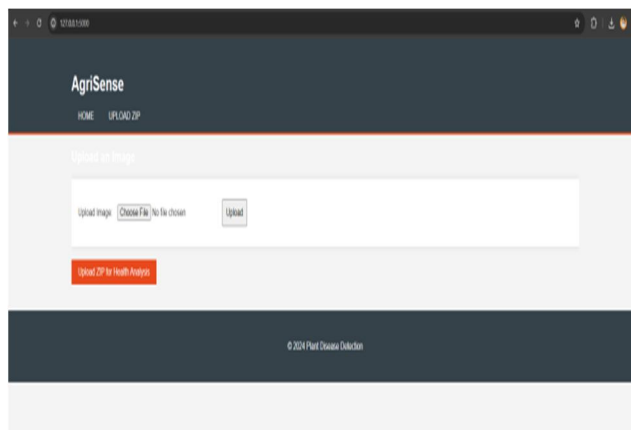 127.0.0.1:5000
AgriSense
HOME UPLOAD ZIP
Upload an Image
Upload Image: Choose File No file chosen Upload
Upload ZIP for Health Analysis
© 2024 Plant Disease Detection